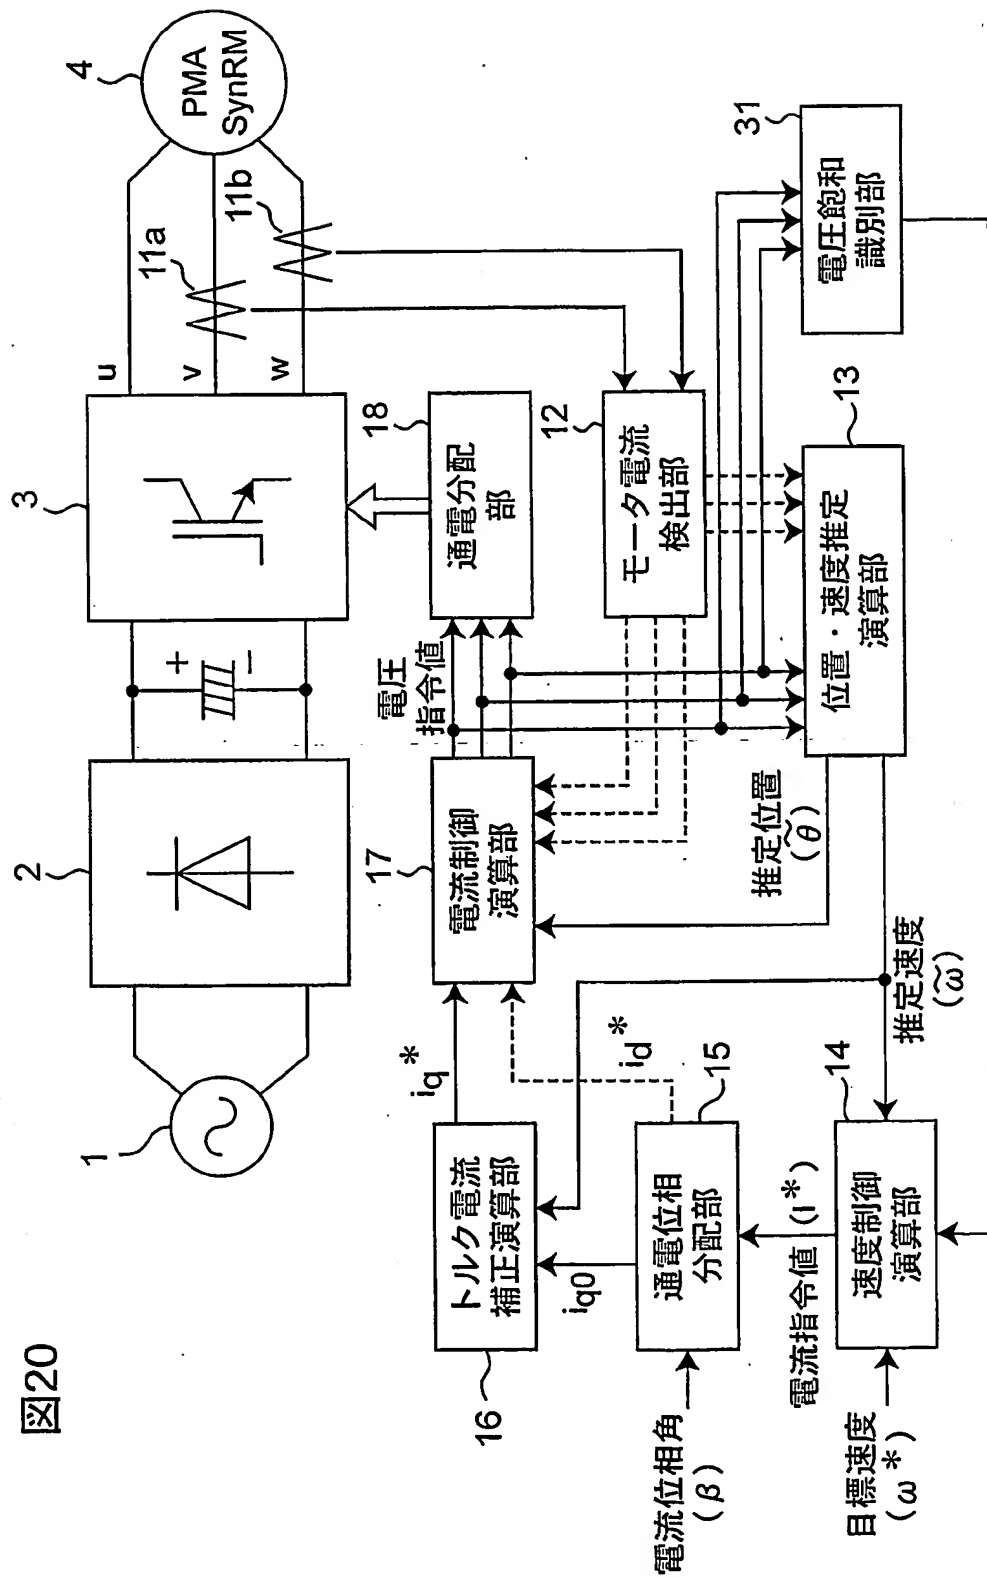 図20
1
2
3
4
PMA
SynRM
+
−
u
v
w
11a
11b
16
トルク電流
補正演算部
iq*
17
電流制御
演算部
電圧
指令値
18
通電分配
部
12
モータ電流
検出部
iq0
id*
電流位相角
(β)
15
通電位相
分配部
推定位置
(θ̃)
電流指令値 (I*)
目標速度
(ω*)
14
速度制御
演算部
推定速度
(ω̃)
13
位置・速度推定
演算部
31
電圧飽和
識別部